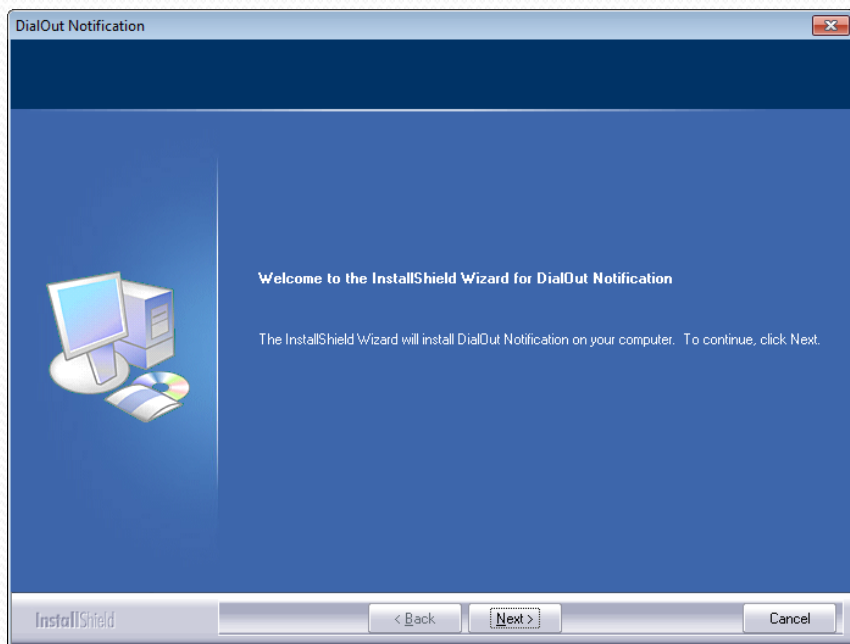 DialOut Notification
Welcome to the InstallShield Wizard for DialOut Notification
The InstallShield Wizard will install DialOut Notification on your computer. To continue, click Next.
InstallShield
< Back
Next >
Cancel